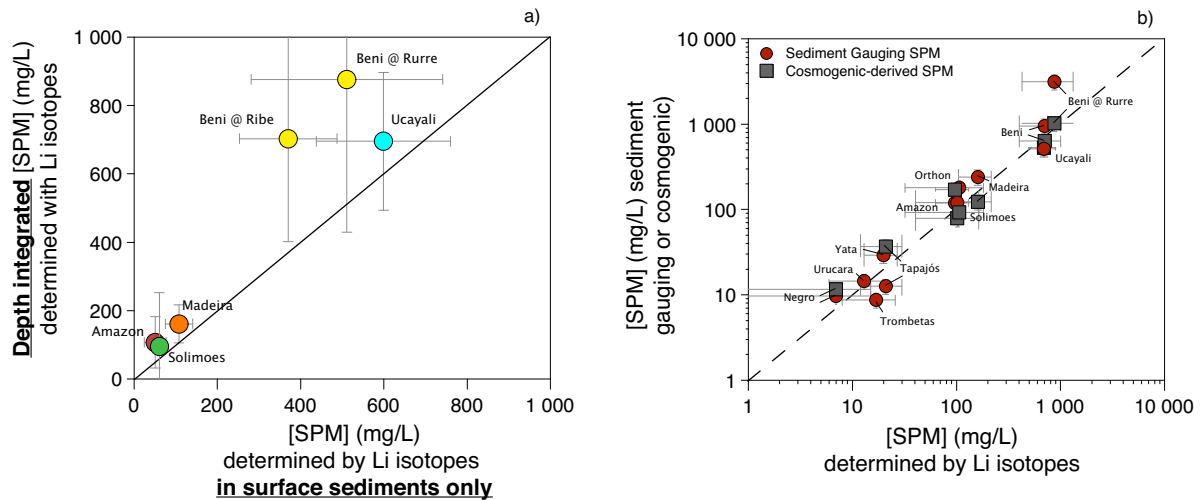 a)
Depth integrated [SPM] (mg/L)
determined with Li isotopes
1 000
800
600
400
200
0
Beni @ Rurre
Beni @ Ribe
Ucayali
Madeira
Amazon
Solimoes
0 200 400 600 800 1 000
[SPM] (mg/L)
determined by Li isotopes
in surface sediments only
b)
[SPM] (mg/L) sediment
gauging or cosmogenic)
10 000
1 000
100
10
1
Sediment Gauging SPM
Cosmogenic-derived SPM
Beni @ Rurre
Beni
Ucayali
Orthon
Madeira
Amazon
Solimoes
Yata
Urucara
Tapajós
Negro
Trombetas
1 10 100 1 000 10 000
[SPM] (mg/L)
determined by Li isotopes